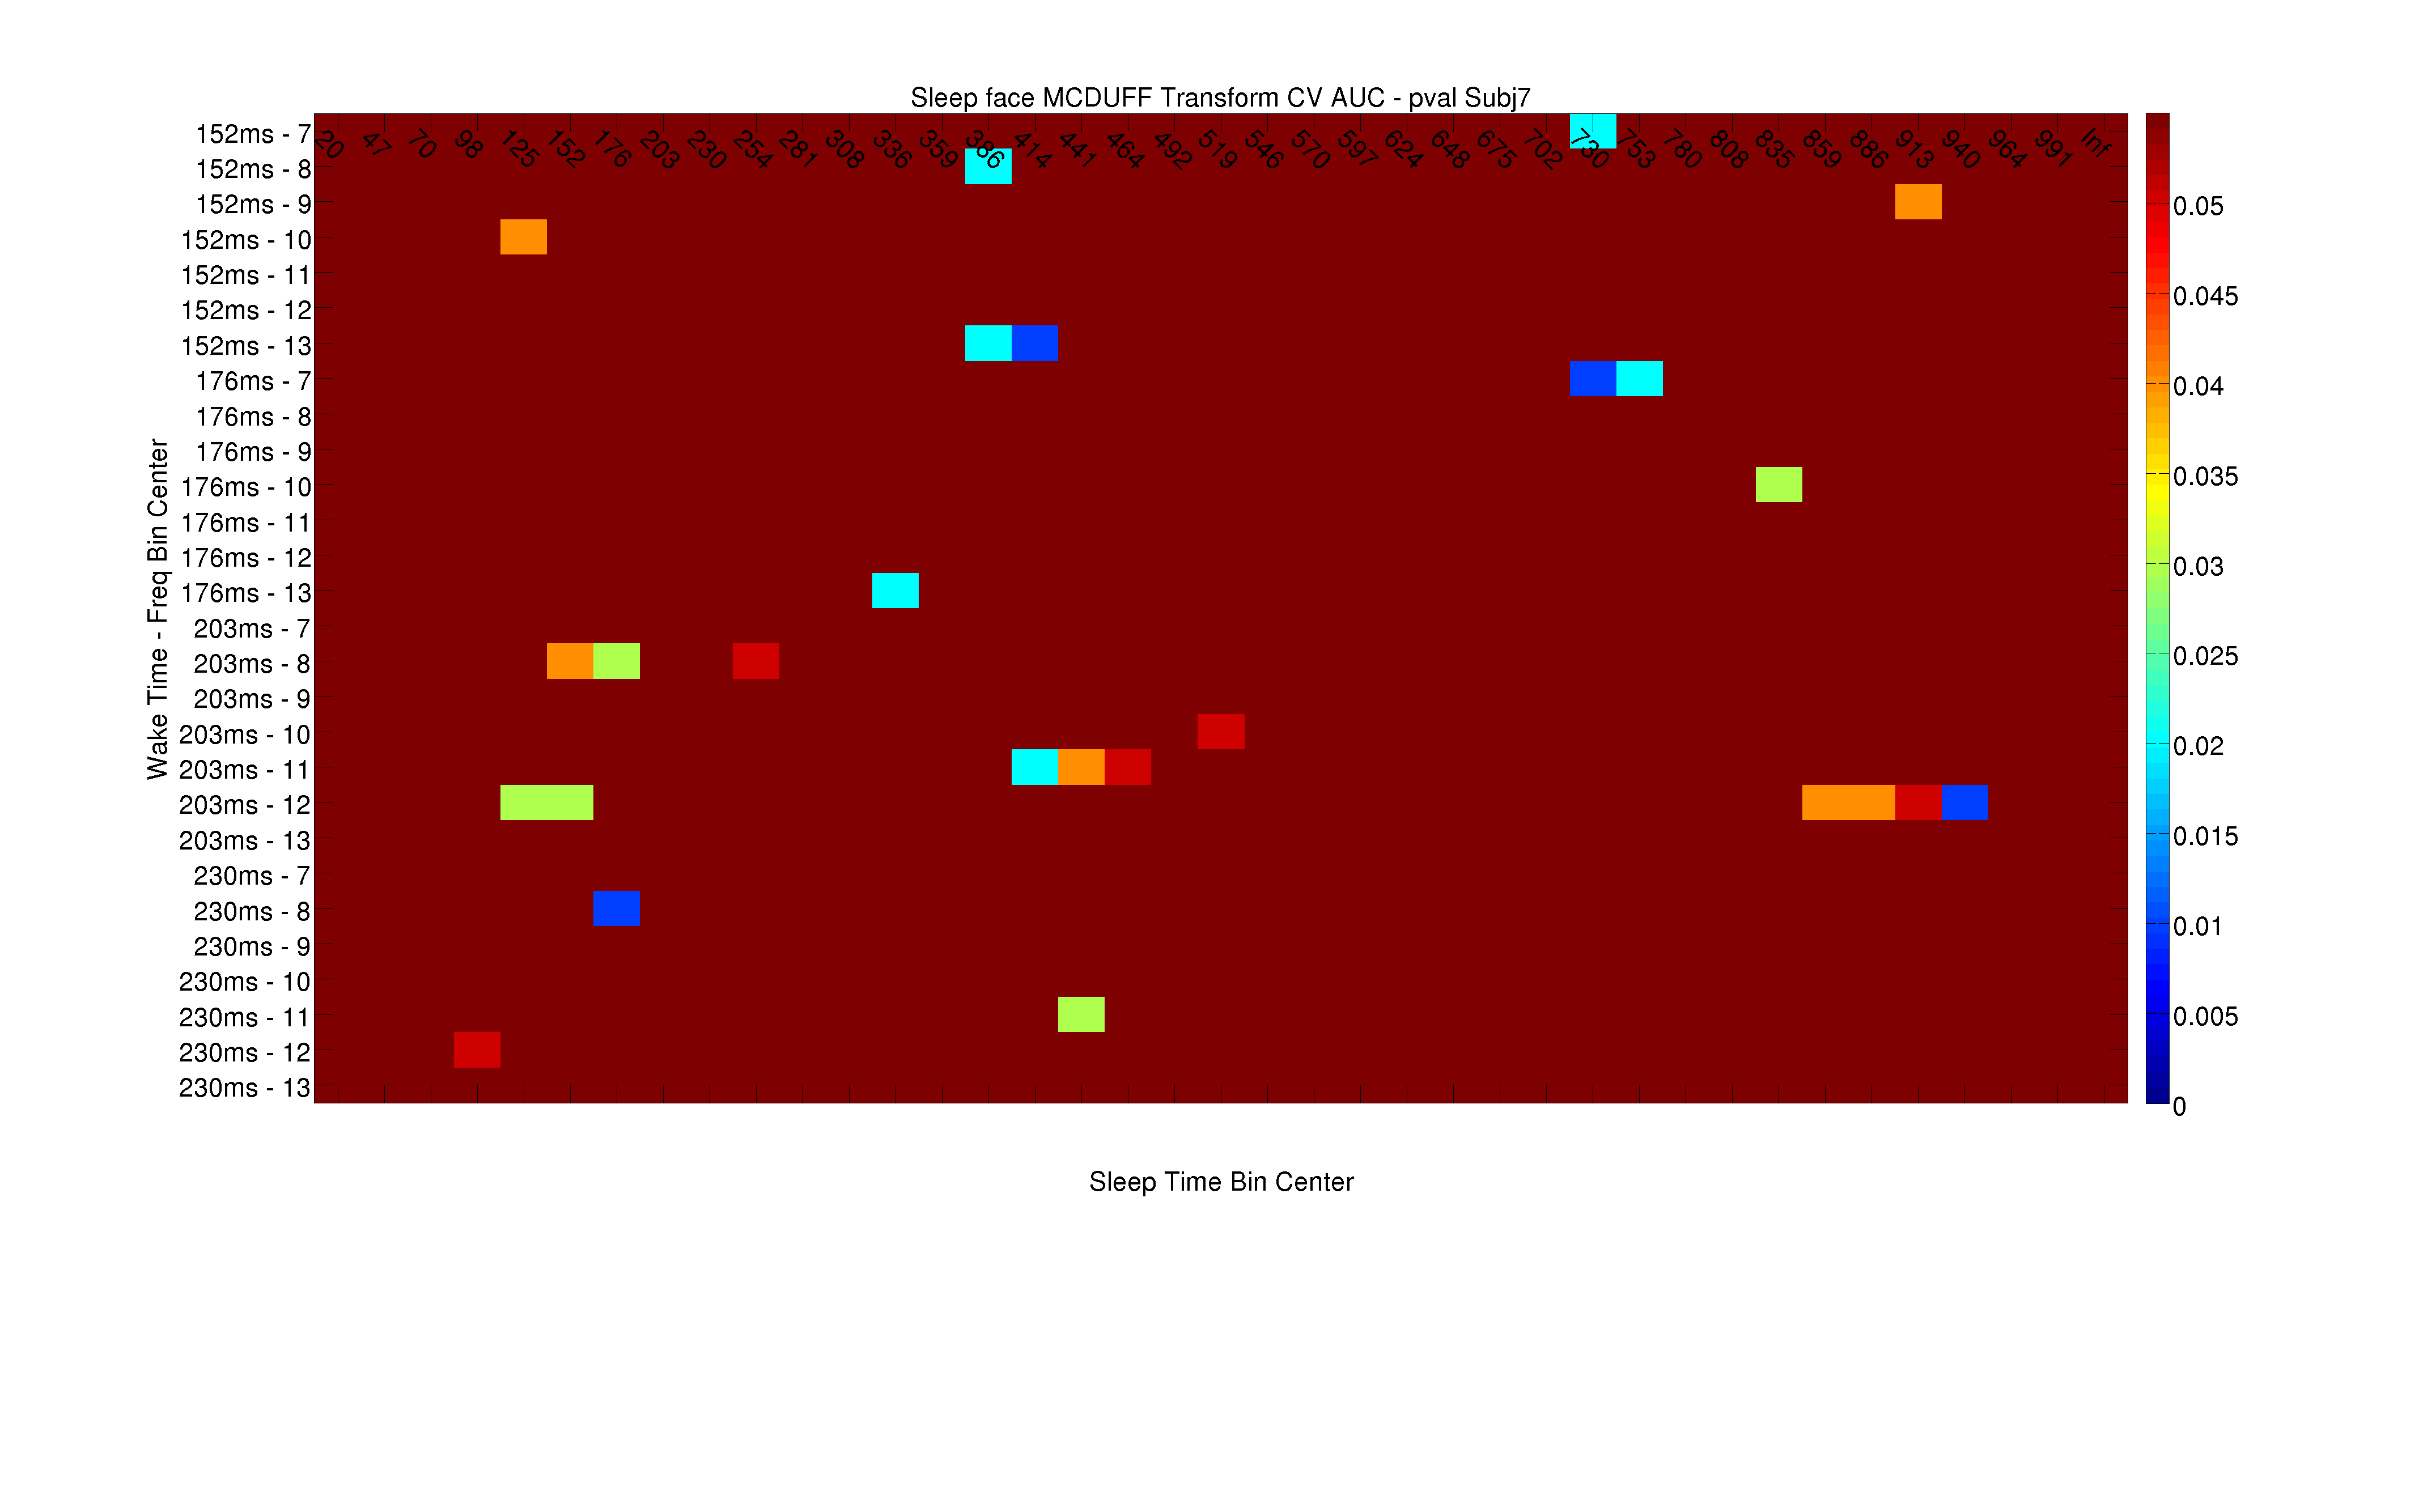 Sleep face MCDUFF Transform CV AUC - pval Subj7
152ms - 7
152ms - 8
152ms - 9
152ms - 10
152ms - 11
152ms - 12
152ms - 13
176ms - 7
176ms - 8
176ms - 9
176ms - 10
176ms - 11
176ms - 12
176ms - 13
203ms - 7
203ms - 8
203ms - 9
203ms - 10
203ms - 11
203ms - 12
203ms - 13
230ms - 7
230ms - 8
230ms - 9
230ms - 10
230ms - 11
230ms - 12
230ms - 13
Wake Time - Freq Bin Center
20
47
70
98
125
152
176
203
230
254
281
308
336
359
386
414
441
464
492
519
546
570
597
624
648
675
702
730
753
780
808
835
859
886
913
940
964
991
Inf
0.05
0.045
0.04
0.035
0.03
0.025
0.02
0.015
0.01
0.005
0
Sleep Time Bin Center